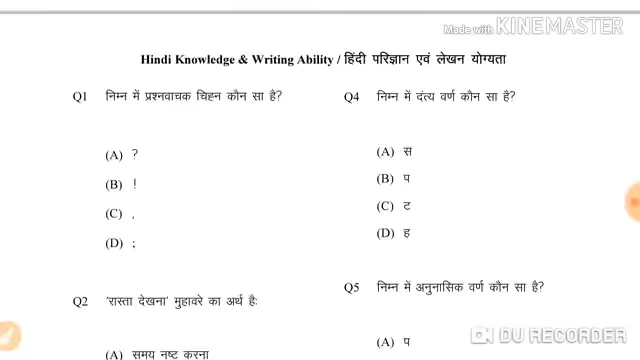 Made with KINEMASTER
Hindi Knowledge & Writing Ability / हिंदी परिज्ञान एवं लेखन योग्यता
Q1 निम्न में प्रश्नवाचक चिह्न कौन सा है?
(A) ?
(B) !
(C) ,
(D) ;
Q2 'रास्ता देखना' मुहावरे का अर्थ है:
(A) समय नष्ट करना
Q4 निम्न में दंत्य वर्ण कौन सा है?
(A) स
(B) प
(C) ट
(D) ह
Q5 निम्न में अनुनासिक वर्ण कौन सा है?
(A) प
DU RECORDER